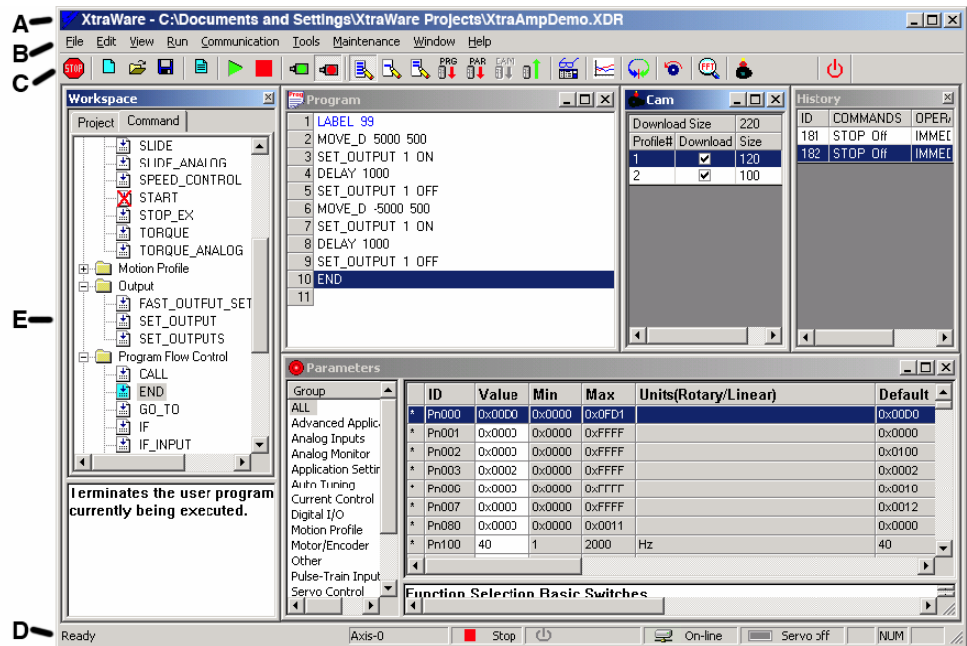 A
XtraWare - C:\Documents and Settings\XtraWare Projects\XtraAmpDemo.XDR
B
File Edit View Run Communication Tools Maintenance Window Help
C
STOP PRG PAR CAM FFT
Workspace
Project Command
SLIDE
SLIDE_ANALOG
SPEED_CONTROL
START
STOP_EX
TORQUE
TORQUE_ANALOG
Motion Profile
Output
FAST_OUTPUT_SET
SET_OUTPUT
SET_OUTPUTS
Program Flow Control
CALL
END
GO_TO
IF
IF_INPUT
E
Terminates the user program
currently being executed.
Program
1 LABEL 99
2 MOVE_D 5000 500
3 SET_OUTPUT 1 ON
4 DELAY 1000
5 SET_OUTPUT 1 OFF
6 MOVE_D -5000 500
7 SET_OUTPUT 1 ON
8 DELAY 1000
9 SET_OUTPUT 1 OFF
10 END
11
Cam
Download Size 220
Profile# Download Size
1 120
2 100
History
ID COMMANDS OPERA
181 STOP Off IMMED
182 STOP Off IMMED
Parameters
Group
ALL
Advanced Applic
Analog Inputs
Analog Monitor
Application Settir
Auto Tuning
Current Control
Digital I/O
Motion Profile
Motor/Encoder
Other
Pulse-Train Input
Servo Control
ID Value Min Max Units(Rotary/Linear) Default
* Pn000 0x00D0 0x0000 0x0FD1 0x00D0
* Pn001 0x0000 0x0000 0xFFFF 0x0000
* Pn002 0x0000 0x0000 0xFFFF 0x0100
* Pn003 0x0002 0x0000 0xFFFF 0x0002
* Pn006 0x0000 0x0000 0xFFFF 0x0010
* Pn007 0x0000 0x0000 0xFFFF 0x0012
* Pn080 0x0000 0x0000 0x0011 0x0000
* Pn100 40 1 2000 Hz 40
Function Selection Basic Switches
D
Ready Axis-0 Stop On-line Servo off NUM